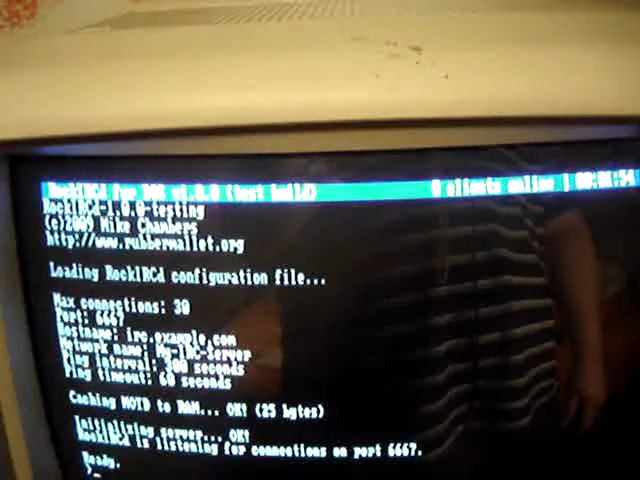 RockIRCd for DOS v1.0.0 (test build) 0 clients online | 00:01:54
RockIRCd-1.0.0-testing
(c)2009 Mike Chambers
http://www.rubbermallet.org
Loading RockIRCd configuration file...
Max connections: 30
Port: 6667
Hostname: irc.example.com
Network name: My-IRC-Server
Ping interval: 300 seconds
Ping timeout: 60 seconds
Caching MOTD to RAM... OK! (25 bytes)
Initializing server... OK!
RockIRCd is listening for connections on port 6667.
Ready.